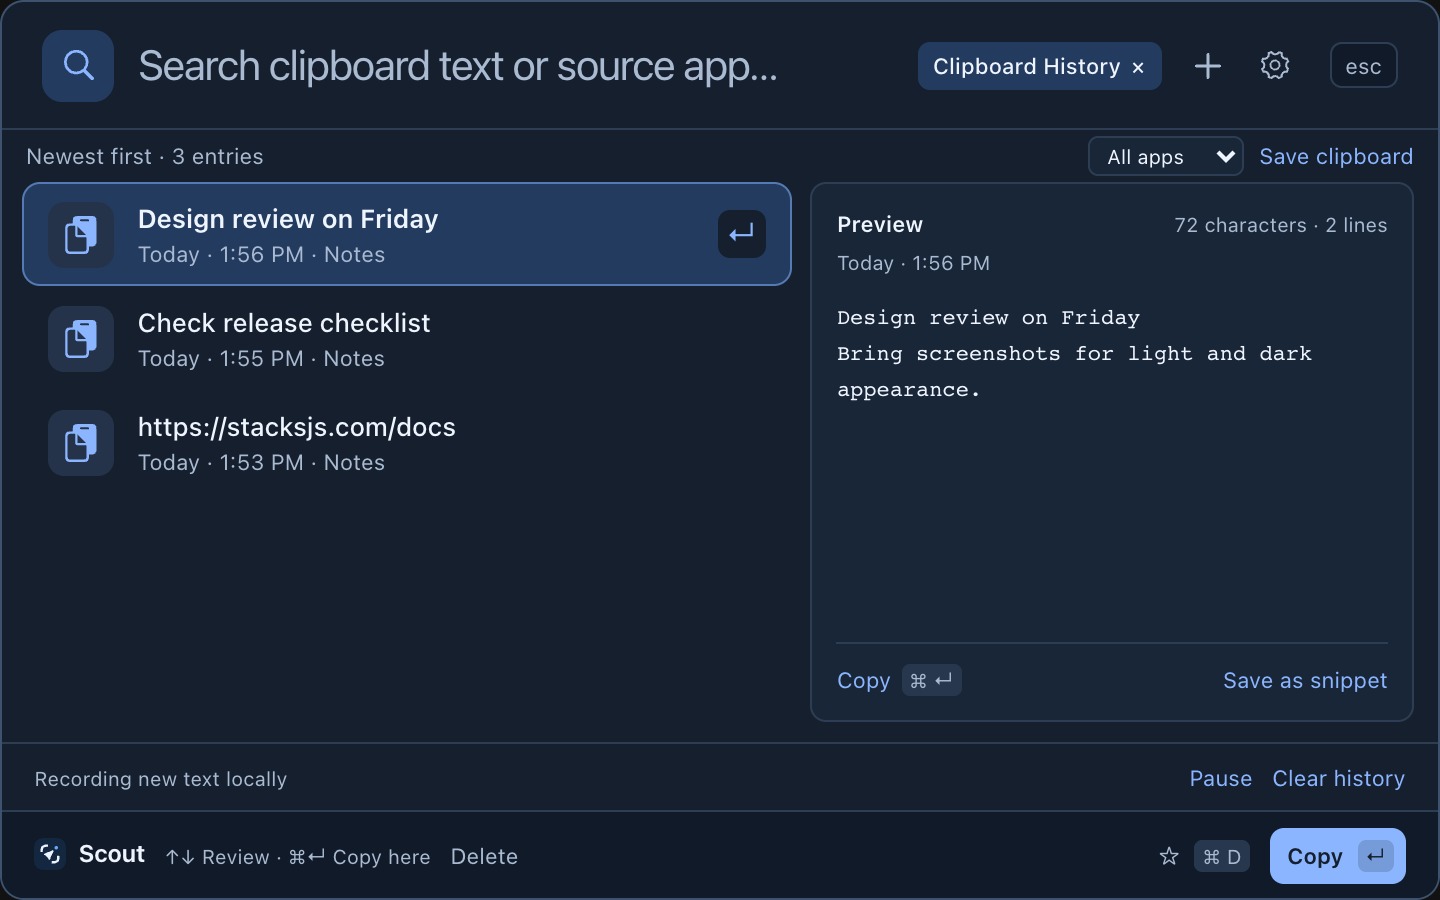 Search clipboard text or source app...
Clipboard History ×
esc
Newest first · 3 entries
All apps
Save clipboard
Design review on Friday
Today · 1:56 PM · Notes
Check release checklist
Today · 1:55 PM · Notes
https://stacksjs.com/docs
Today · 1:53 PM · Notes
Preview
72 characters · 2 lines
Today · 1:56 PM
Design review on Friday
Bring screenshots for light and dark
appearance.
Copy ⌘ ↵
Save as snippet
Recording new text locally
Pause
Clear history
Scout
↑↓ Review · ⌘↵ Copy here
Delete
☆ ⌘ D
Copy ↵